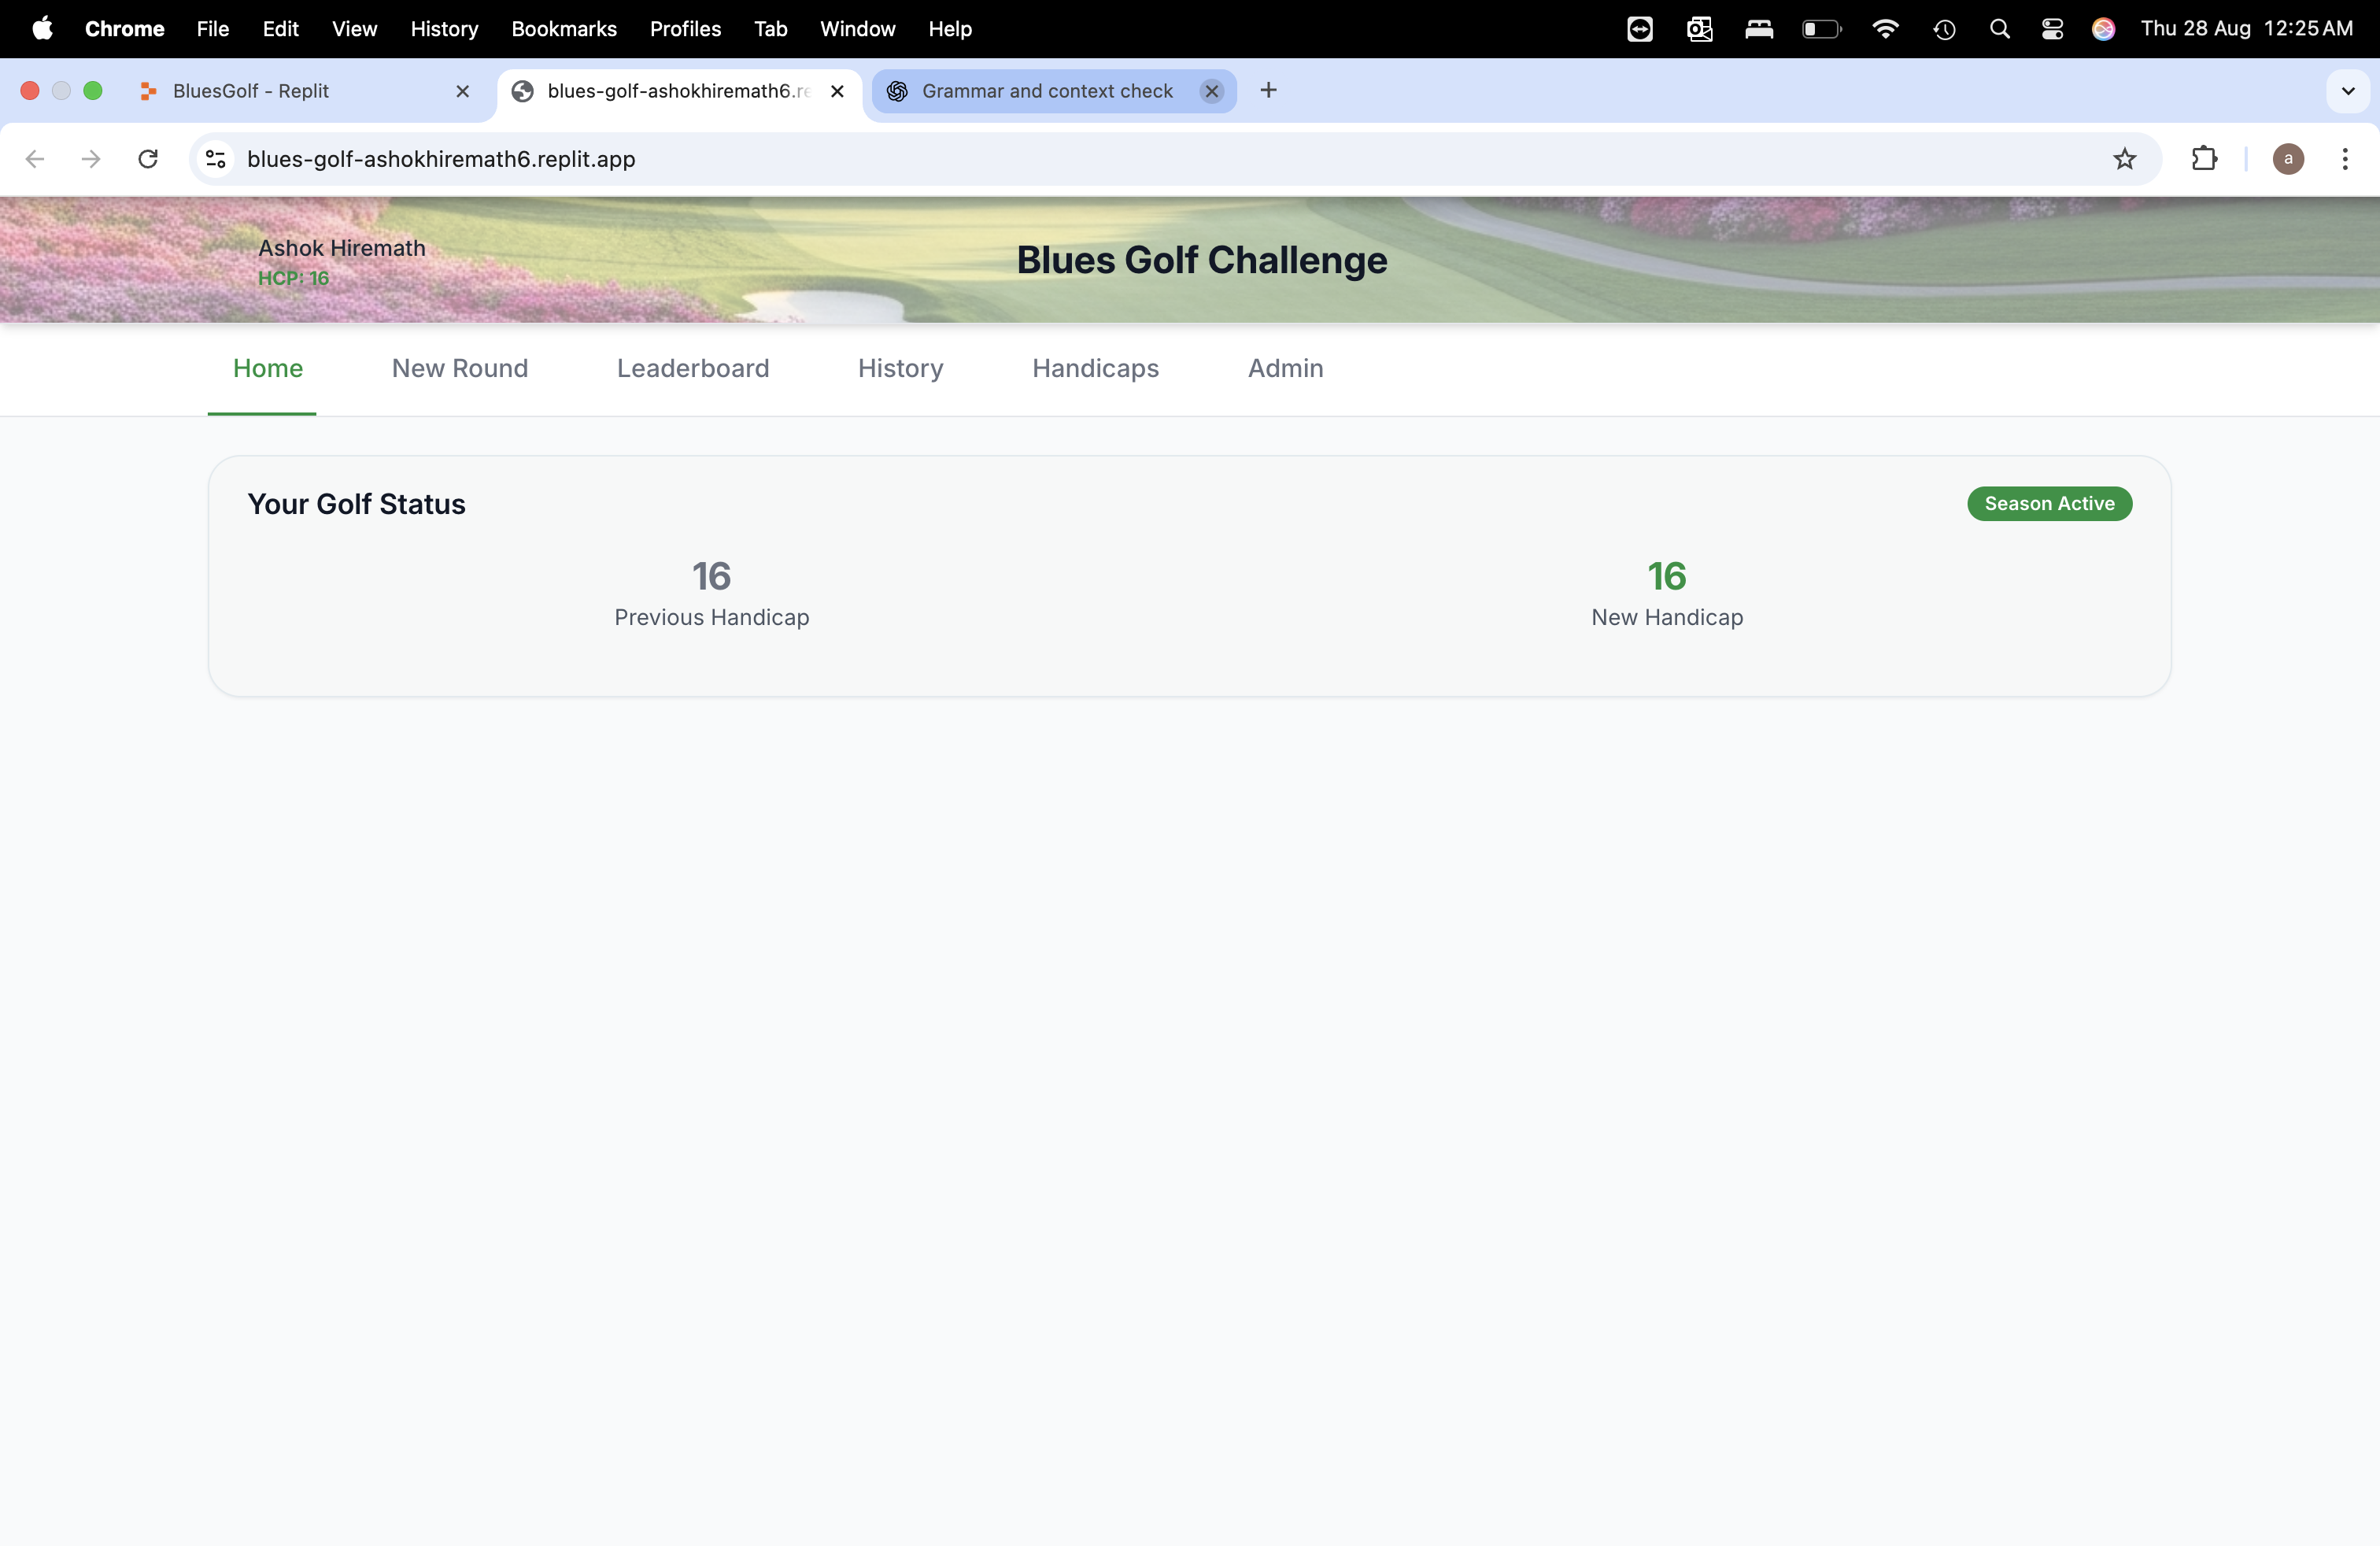 Chrome File Edit View History Bookmarks Profiles Tab Window Help Thu 28 Aug 12:25 AM
BluesGolf - Replit blues-golf-ashokhiremath6.re Grammar and context check
blues-golf-ashokhiremath6.replit.app a
Ashok Hiremath
HCP: 16
Blues Golf Challenge
Home New Round Leaderboard History Handicaps Admin
Your Golf Status Season Active
16 16
Previous Handicap New Handicap